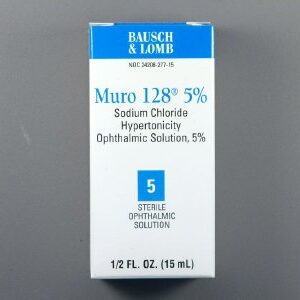 BAUSCH
& LOMB
NDC 24208-277-15
Muro 128® 5%
Sodium Chloride
Hypertonicity
Ophthalmic Solution, 5%
5
STERILE
OPHTHALMIC
SOLUTION
1/2 FL. OZ. (15 mL)